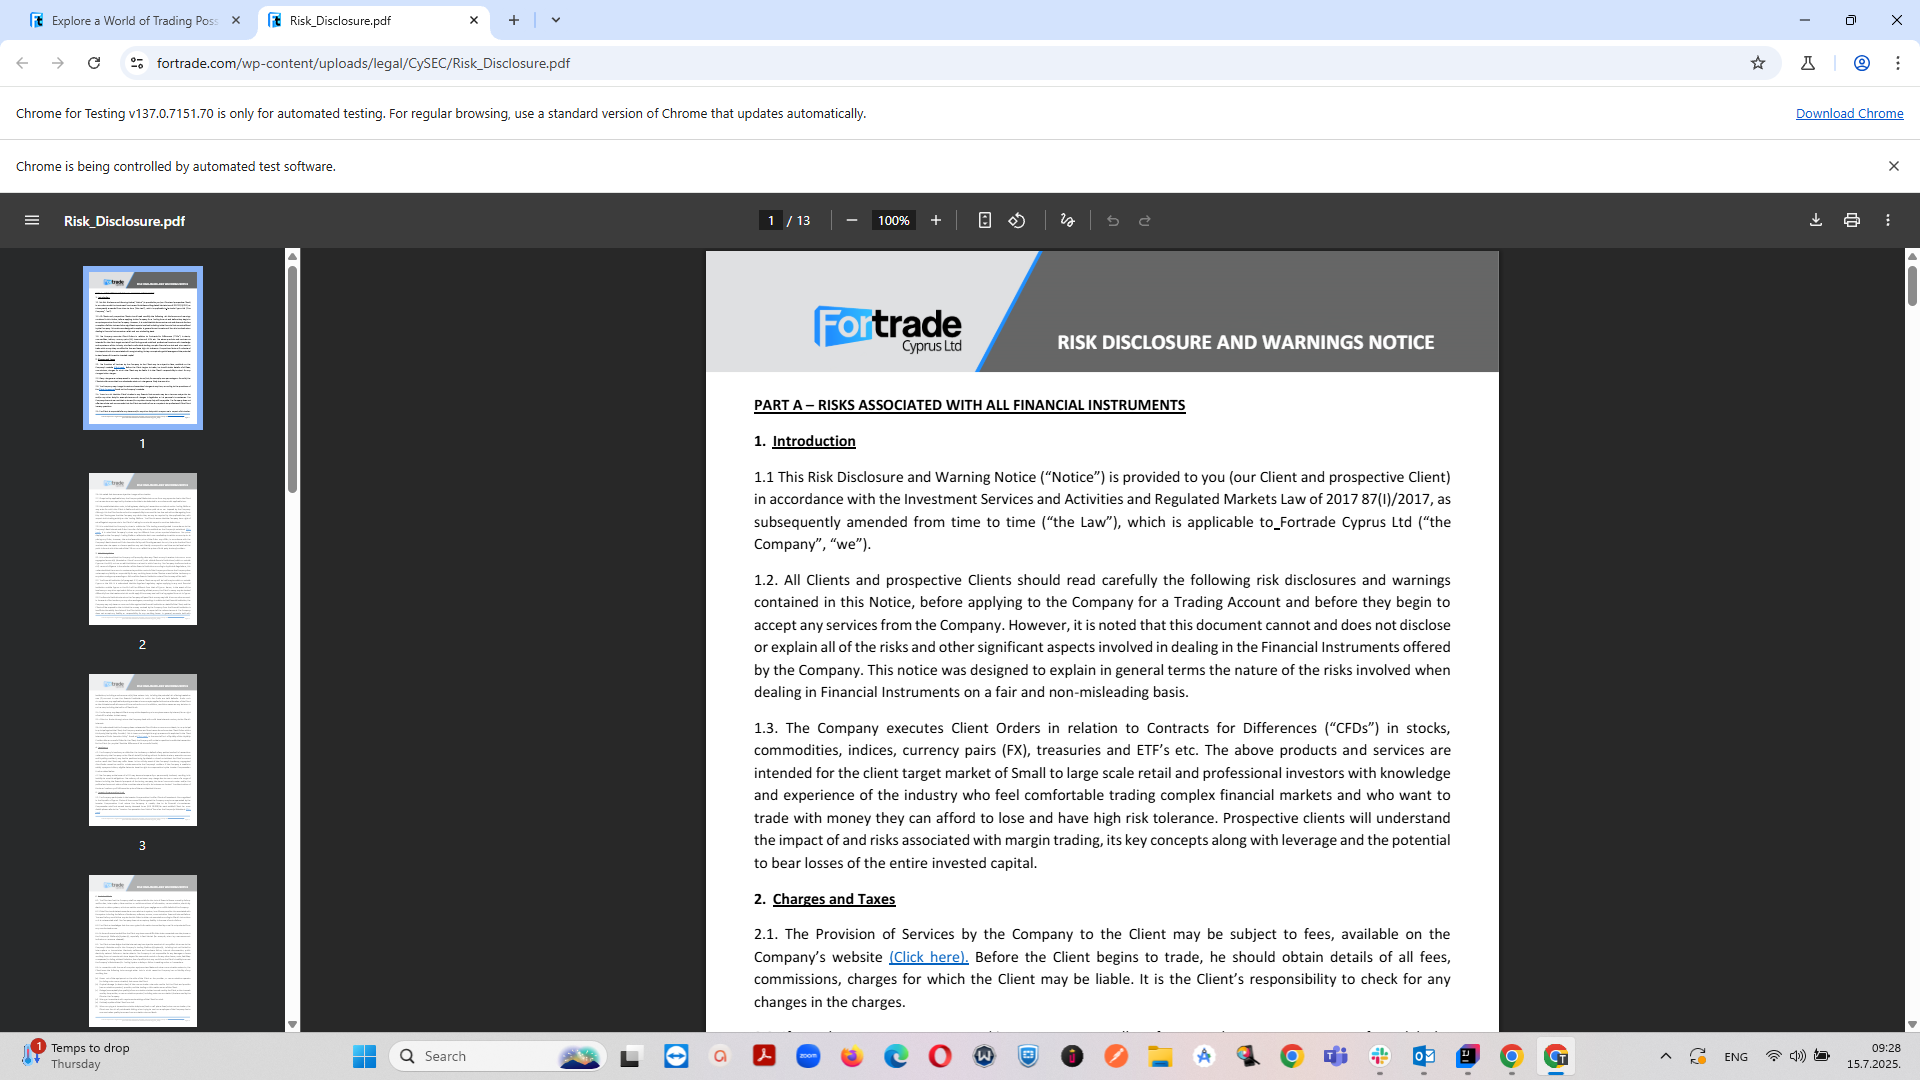 Explore a World of Trading Poss
Risk_Disclosure.pdf
fortrade.com/wp-content/uploads/legal/CySEC/Risk_Disclosure.pdf
Chrome for Testing v137.0.7151.70 is only for automated testing. For regular browsing, use a standard version of Chrome that updates automatically.
Download Chrome
Chrome is being controlled by automated test software.
Risk_Disclosure.pdf
1 / 13
100%
1
2
3
Fortrade
Cyprus Ltd
RISK DISCLOSURE AND WARNINGS NOTICE
PART A – RISKS ASSOCIATED WITH ALL FINANCIAL INSTRUMENTS
1. Introduction
1.1 This Risk Disclosure and Warning Notice (“Notice”) is provided to you (our Client and prospective Client)
in accordance with the Investment Services and Activities and Regulated Markets Law of 2017 87(I)/2017, as
subsequently amended from time to time (“the Law”), which is applicable to Fortrade Cyprus Ltd (“the
Company”, “we”).
1.2. All Clients and prospective Clients should read carefully the following risk disclosures and warnings
contained in this Notice, before applying to the Company for a Trading Account and before they begin to
accept any services from the Company. However, it is noted that this document cannot and does not disclose
or explain all of the risks and other significant aspects involved in dealing in the Financial Instruments offered
by the Company. This notice was designed to explain in general terms the nature of the risks involved when
dealing in Financial Instruments on a fair and non-misleading basis.
1.3. The Company executes Client Orders in relation to Contracts for Differences (“CFDs”) in stocks,
commodities, indices, currency pairs (FX), treasuries and ETF’s etc. The above products and services are
intended for the client target market of Small to large scale retail and professional investors with knowledge
and experience of the industry who feel comfortable trading complex financial markets and who want to
trade with money they can afford to lose and have high risk tolerance. Prospective clients will understand
the impact of and risks associated with margin trading, its key concepts along with leverage and the potential
to bear losses of the entire invested capital.
2. Charges and Taxes
2.1. The Provision of Services by the Company to the Client may be subject to fees, available on the
Company’s website (Click here). Before the Client begins to trade, he should obtain details of all fees,
commissions, charges for which the Client may be liable. It is the Client’s responsibility to check for any
changes in the charges.
1
Temps to drop
Thursday
Search
zoom
ENG
09:28
15.7.2025.